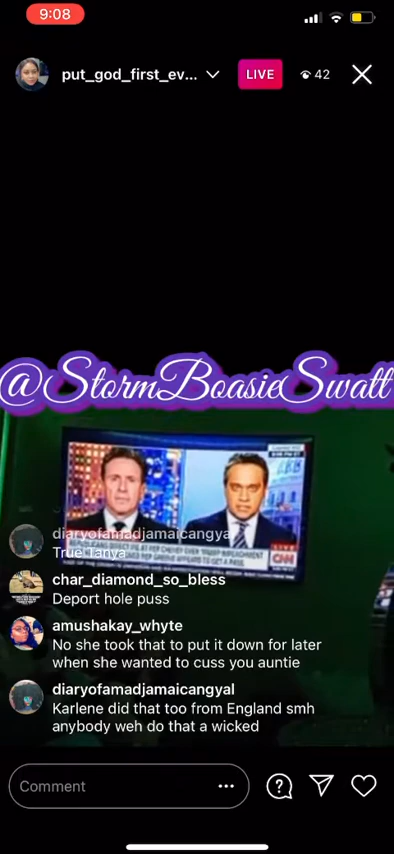 9:08
put_god_first_ev... LIVE 42
@StormBoasieSwatt
diaryofamadjamaicangyal
True Tanya
LIVE
CNN
char_diamond_so_bless
Deport hole puss
amushakay_whyte
No she took that to put it down for later
when she wanted to cuss you auntie
diaryofamadjamaicangyal
Karlene did that too from England smh
anybody weh do that a wicked
Comment